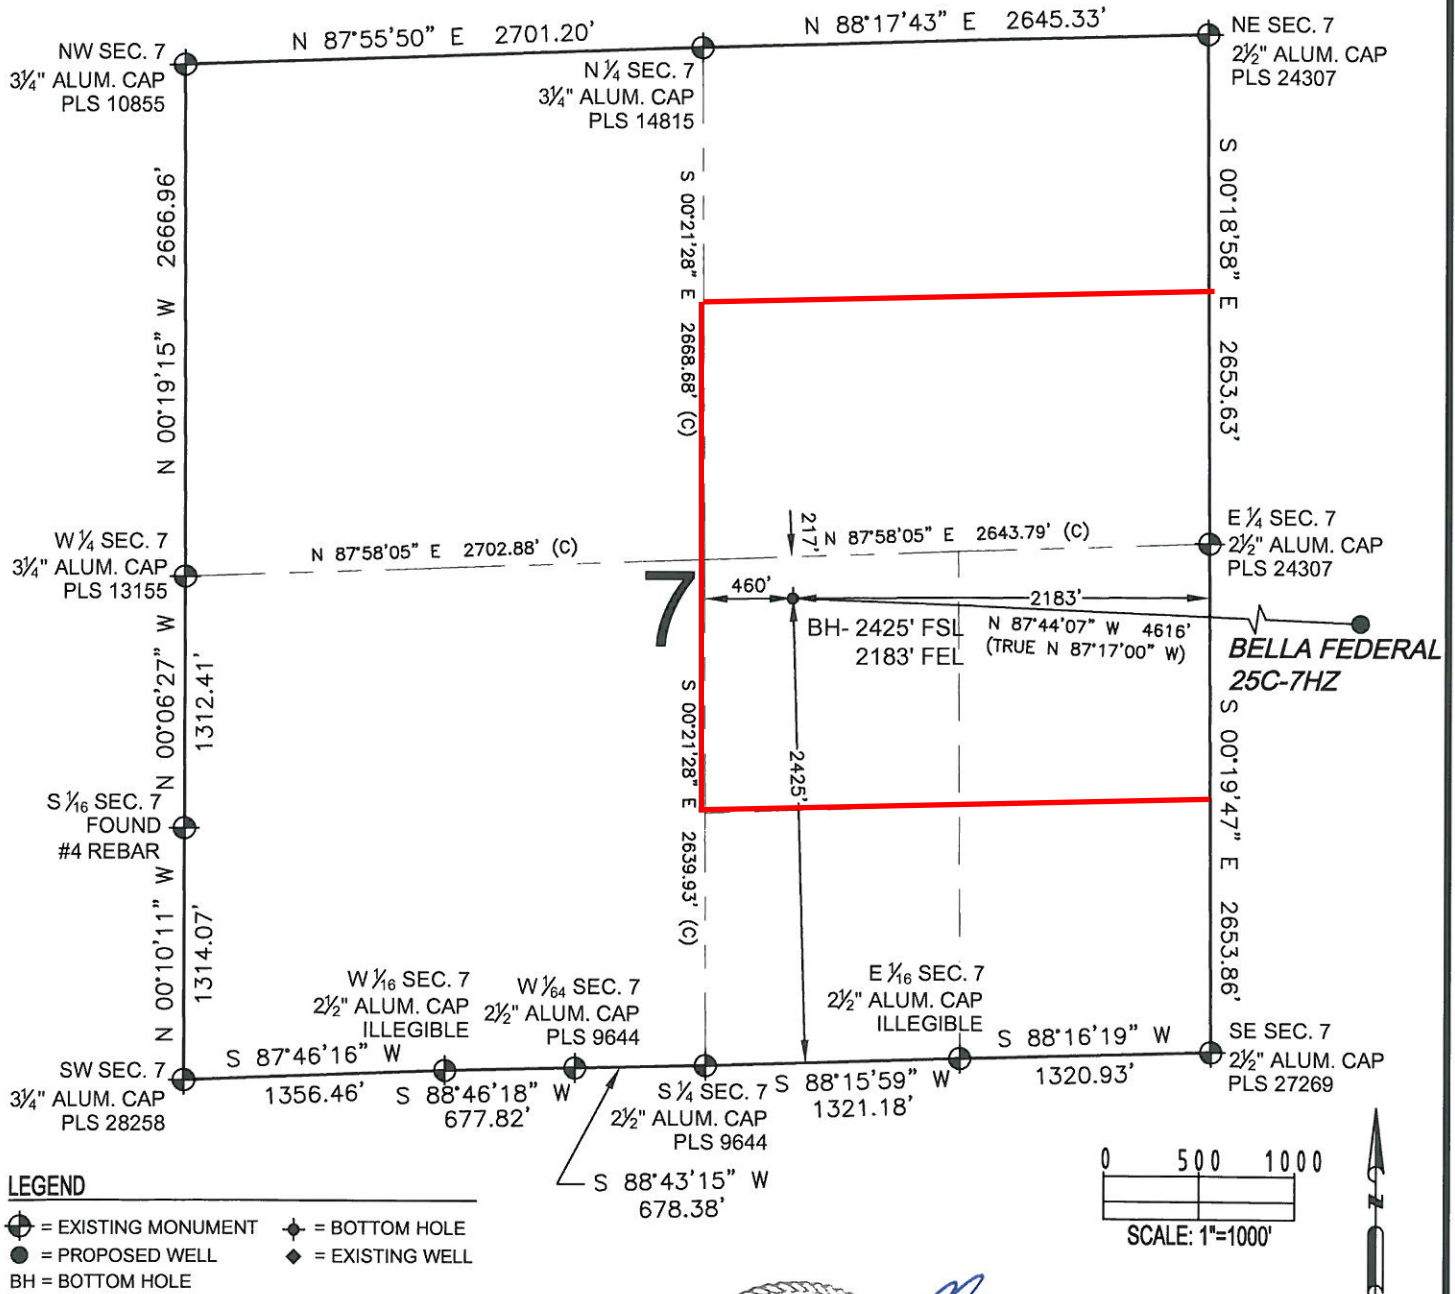 N 87°55'50" E 2701.20'
N 88°17'43" E 2645.33'
NW SEC. 7
3¼" ALUM. CAP
PLS 10855
N ¼ SEC. 7
3¼" ALUM. CAP
PLS 14815
NE SEC. 7
2½" ALUM. CAP
PLS 24307
N 00°19'15" W 2666.96'
S 00°21'28" E 2668.68' (C)
S 00°18'58" E 2653.63'
W ¼ SEC. 7
3¼" ALUM. CAP
PLS 13155
N 87°58'05" E 2702.88' (C)
217'
N 87°58'05" E 2643.79' (C)
E ¼ SEC. 7
2½" ALUM. CAP
PLS 24307
7
460'
2183'
BH- 2425' FSL
2183' FEL
N 87°44'07" W 4616'
(TRUE N 87°17'00" W)
BELLA FEDERAL
25C-7HZ
N 00°06'27" W
1312.41'
S 00°21'28" E 2639.93' (C)
2425'
S 00°19'47" E 2653.86'
S 1⁄16 SEC. 7
FOUND
#4 REBAR
N 00°10'11" W
1314.07'
W 1⁄16 SEC. 7
2½" ALUM. CAP
ILLEGIBLE
W 1⁄64 SEC. 7
2½" ALUM. CAP
PLS 9644
E 1⁄16 SEC. 7
2½" ALUM. CAP
ILLEGIBLE
SW SEC. 7
3¼" ALUM. CAP
PLS 28258
S 87°46'16" W
1356.46'
S 88°46'18" W
677.82'
S ¼ SEC. 7
2½" ALUM. CAP
PLS 9644
S 88°15'59" W
1321.18'
S 88°16'19" W
1320.93'
SE SEC. 7
2½" ALUM. CAP
PLS 27269
S 88°43'15" W
678.38'
LEGEND
= EXISTING MONUMENT
= BOTTOM HOLE
= PROPOSED WELL
= EXISTING WELL
BH = BOTTOM HOLE
0 500 1000
SCALE: 1"=1000'
N